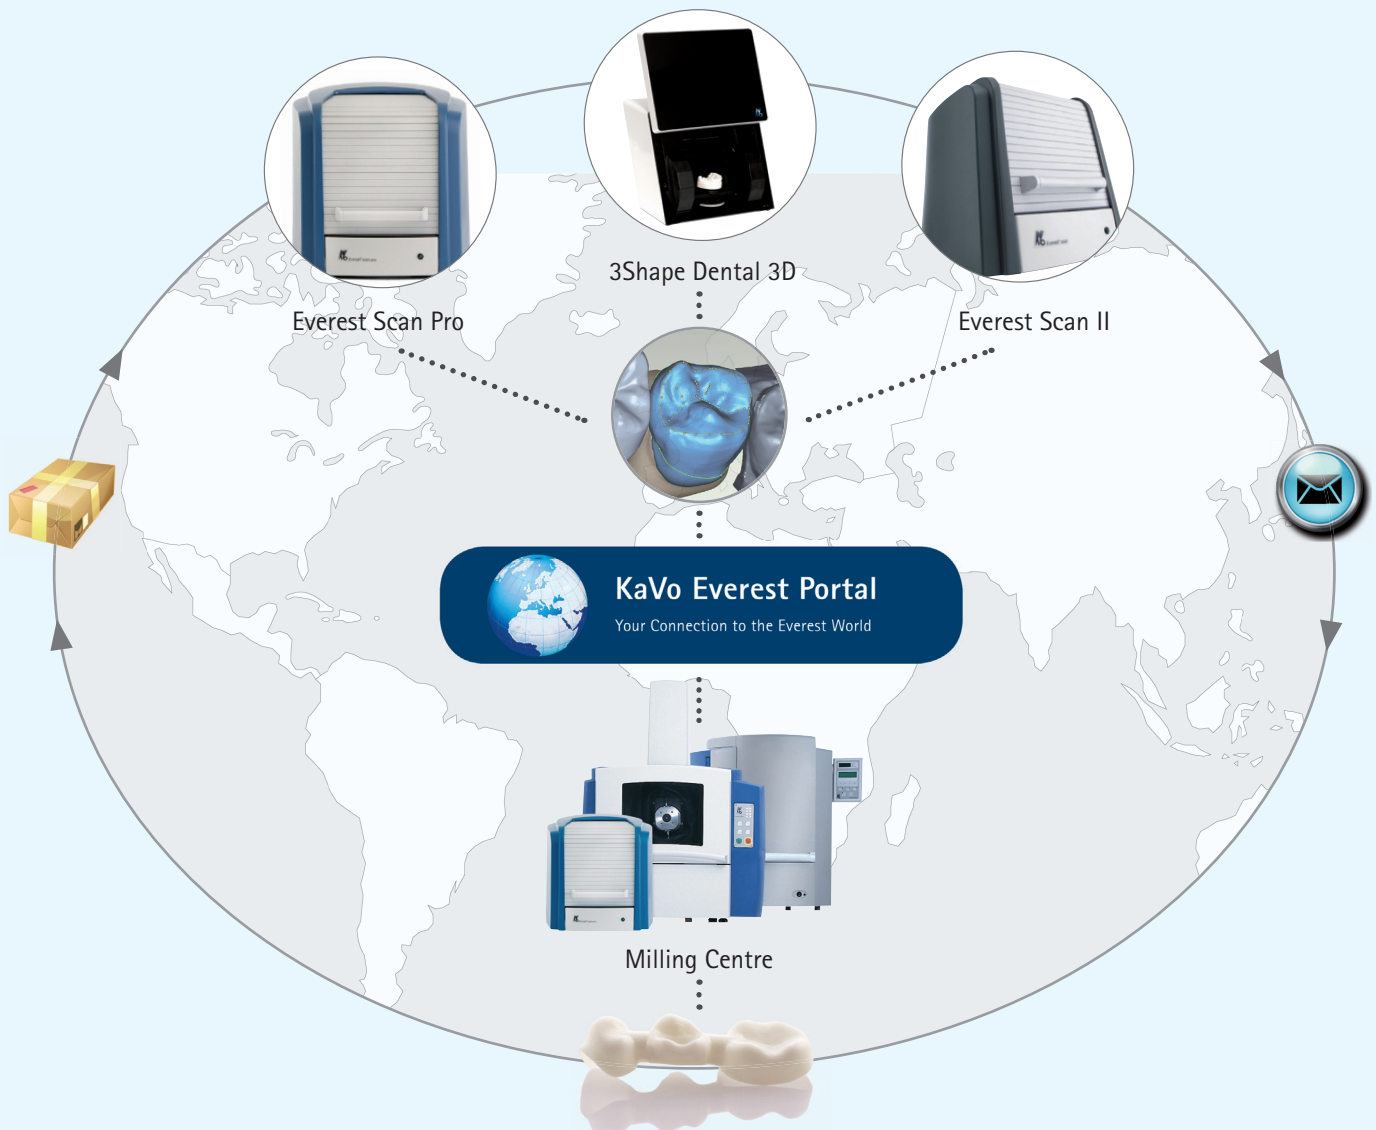 3Shape Dental 3D
Everest Scan Pro
Everest Scan II
KaVo Everest Portal
Your Connection to the Everest World
Milling Centre